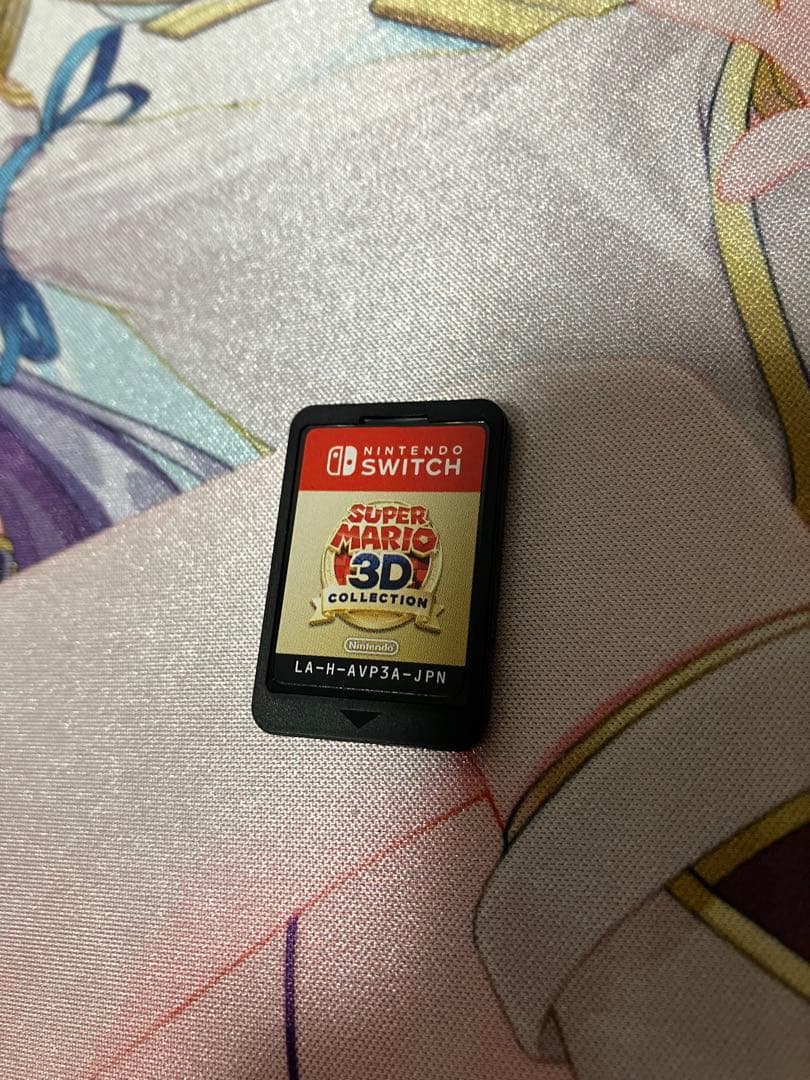 NINTENDO
SWITCH
SUPER
MARIO
3D
COLLECTION
Nintendo
LA-H-AVP3A-JPN